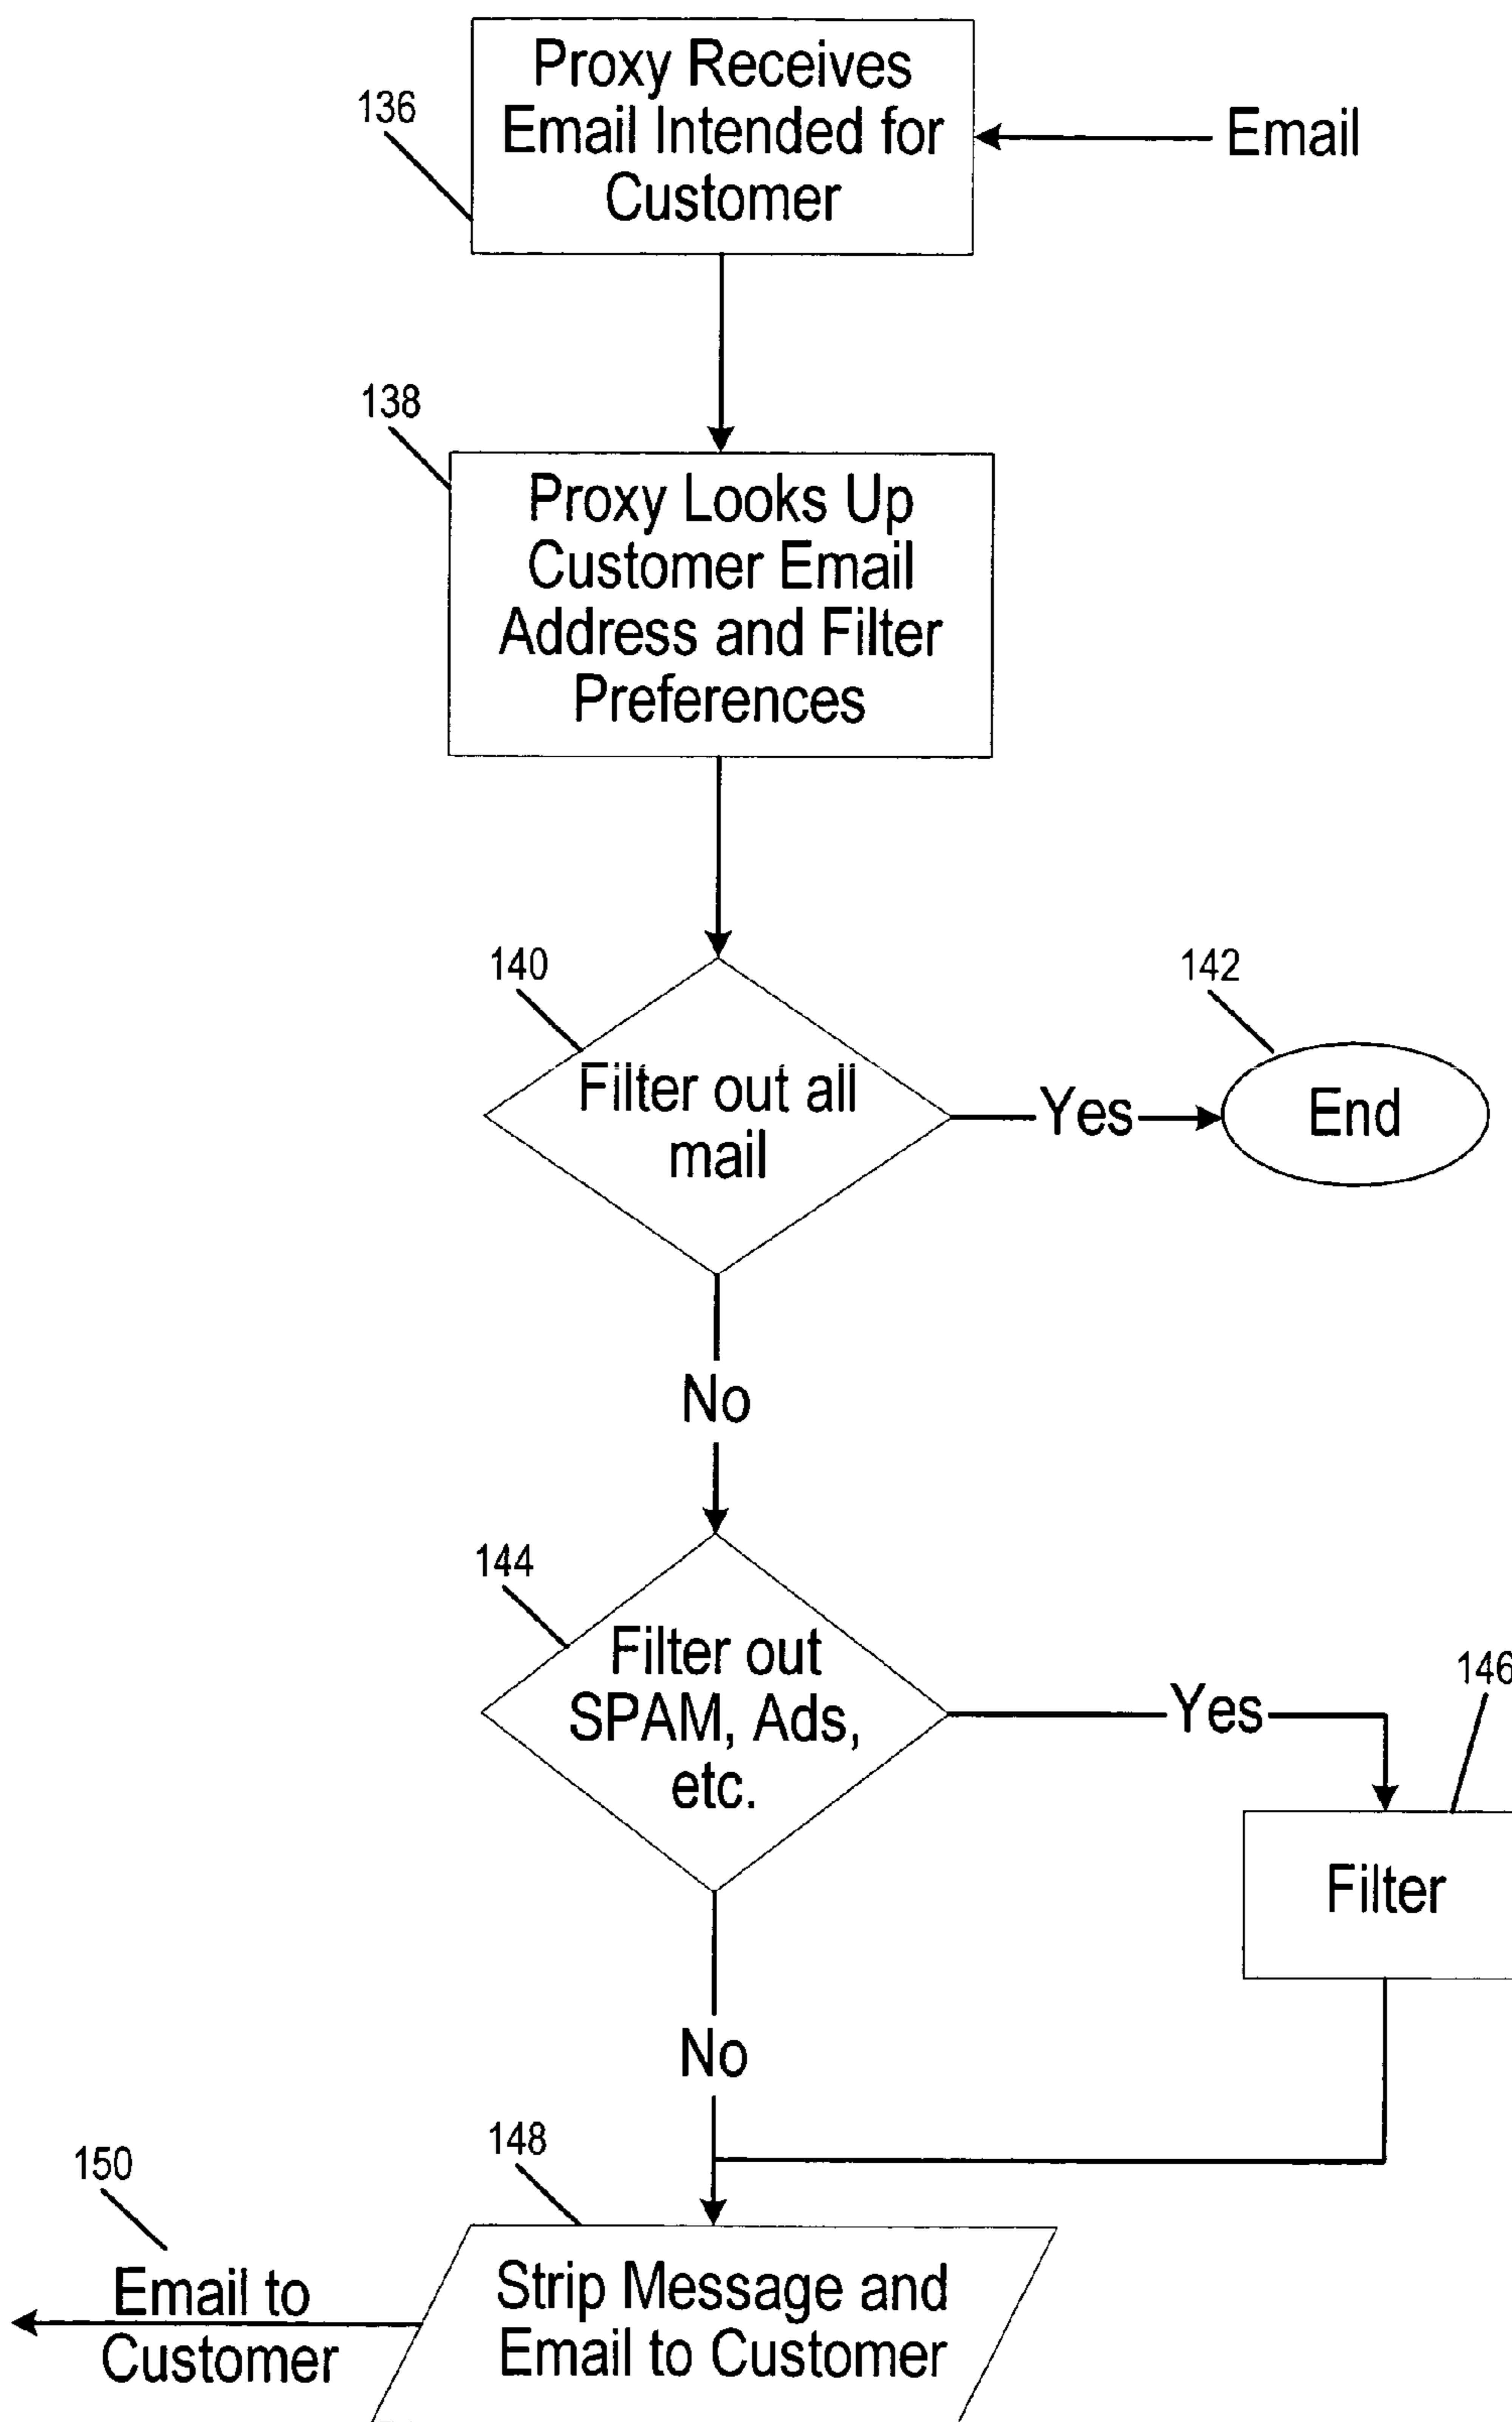 Proxy Receives
Email Intended for
Customer
136
Email
138
Proxy Looks Up
Customer Email
Address and Filter
Preferences
140
142
Filter out all
mail
Yes
End
No
144
Filter out
SPAM, Ads,
etc.
Yes
146
Filter
No
148
150
Strip Message and
Email to Customer
Email to
Customer